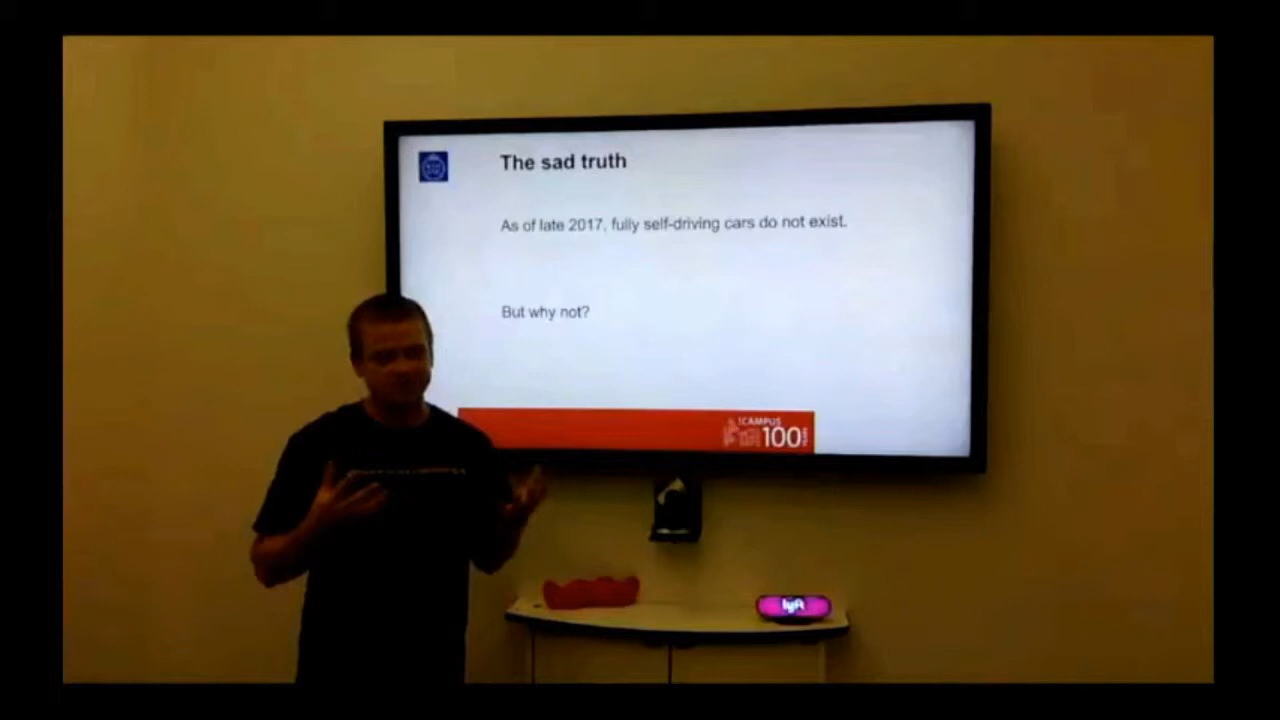 The sad truth
As of late 2017, fully self-driving cars do not exist.
But why not?
CAMPUS
100
YEARS
lyft